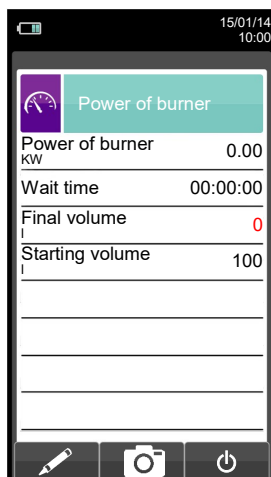 15/01/14
10:00
Power of burner
Power of burner 0.00
KW
Wait time 00:00:00
Final volume 0
l
Starting volume 100
l